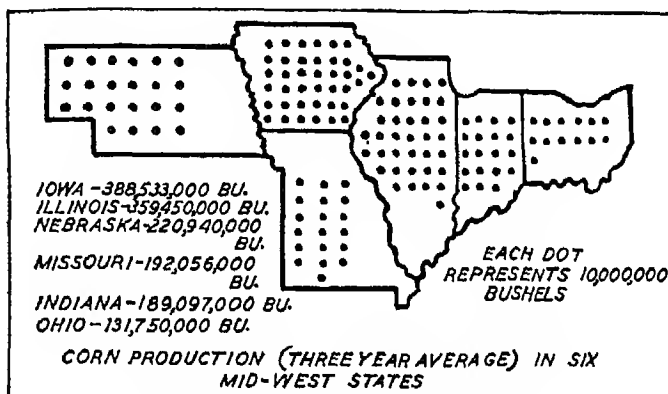 IOWA-388,533,000 BU.
ILLINOIS-359,450,000 BU.
NEBRASKA-220,940,000
BU.
MISSOURI-192,056,000
BU.
INDIANA-189,097,000 BU.
OHIO-131,750,000 BU.
EACH DOT
REPRESENTS 10,000,000
BUSHELS
CORN PRODUCTION (THREE YEAR AVERAGE) IN SIX
MID-WEST STATES